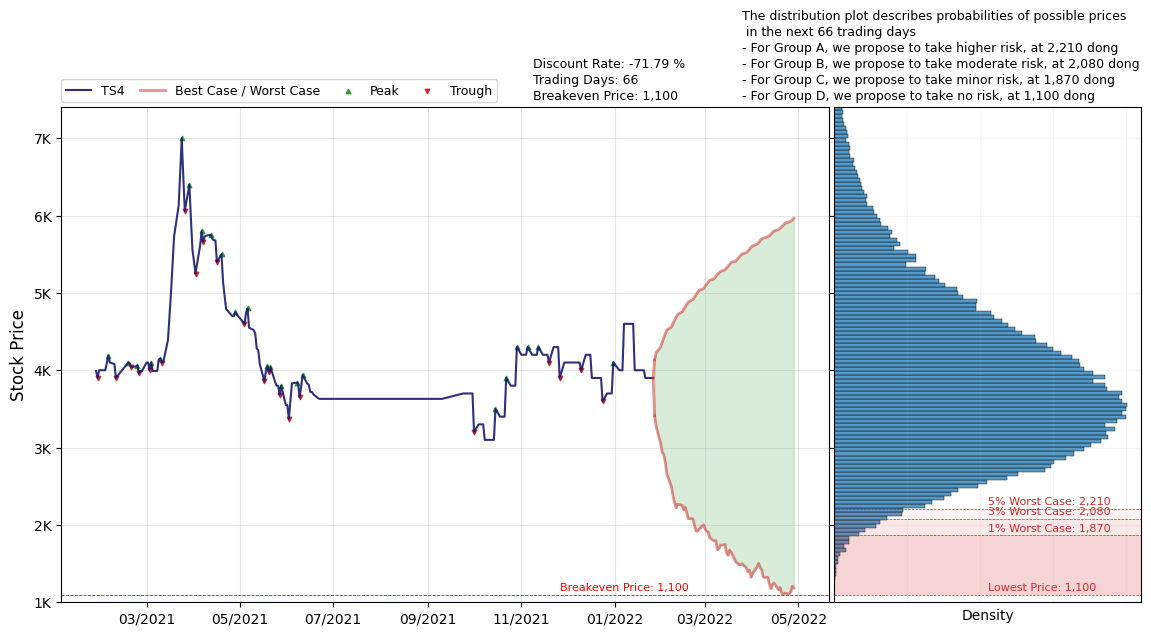 The distribution plot describes probabilities of possible prices
in the next 66 trading days
- For Group A, we propose to take higher risk, at 2,210 dong
- For Group B, we propose to take moderate risk, at 2,080 dong
- For Group C, we propose to take minor risk, at 1,870 dong
- For Group D, we propose to take no risk, at 1,100 dong
Discount Rate: -71.79 %
Trading Days: 66
Breakeven Price: 1,100
TS4
Best Case / Worst Case
Peak
Trough
Stock Price
7K
6K
5K
4K
3K
2K
1K
Breakeven Price: 1,100
5% Worst Case: 2,210
3% Worst Case: 2,080
1% Worst Case: 1,870
Lowest Price: 1,100
03/2021
05/2021
07/2021
09/2021
11/2021
01/2022
03/2022
05/2022
Density